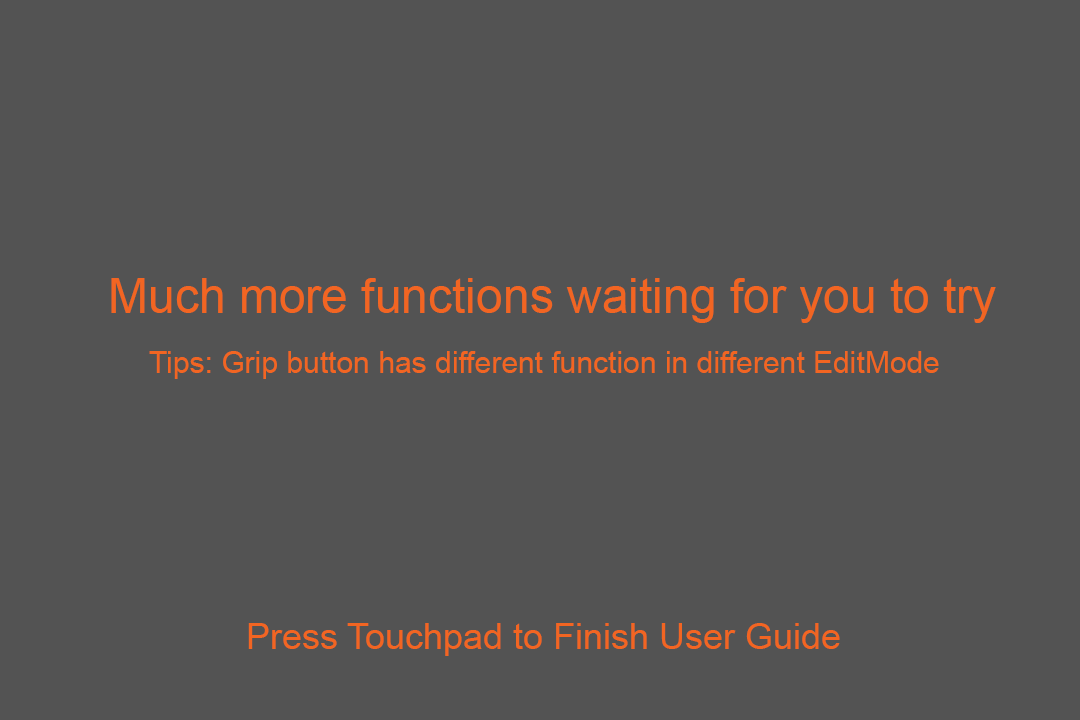 Much more functions waiting for you to try
Tips: Grip button has different function in different EditMode
Press Touchpad to Finish User Guide